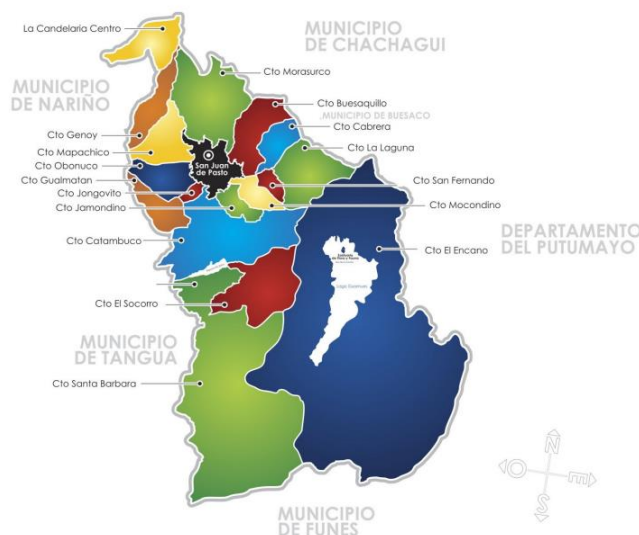 La Candelaria Centro
MUNICIPIO
DE CHACHAGUI
Cto Morasurco
MUNICIPIO
DE NARIÑO
Cto Buesaquillo
MUNICIPIO DE BUESACO
Cto Cabrera
Cto Genoy
Cto La Laguna
Cto Mapachico
San Juan
de Pasto
Cto Obonuco
Cto Gualmatan
Cto San Fernando
Cto Jongovito
Cto Mocondino
Cto Jamondino
DEPARTAMENTO
DEL PUTUMAYO
Cto Catambuco
Cto El Encano
Cto El Socorro
MUNICIPIO
DE TANGUA
Cto Santa Barbara
N
O E
S
MUNICIPIO
DE FUNES